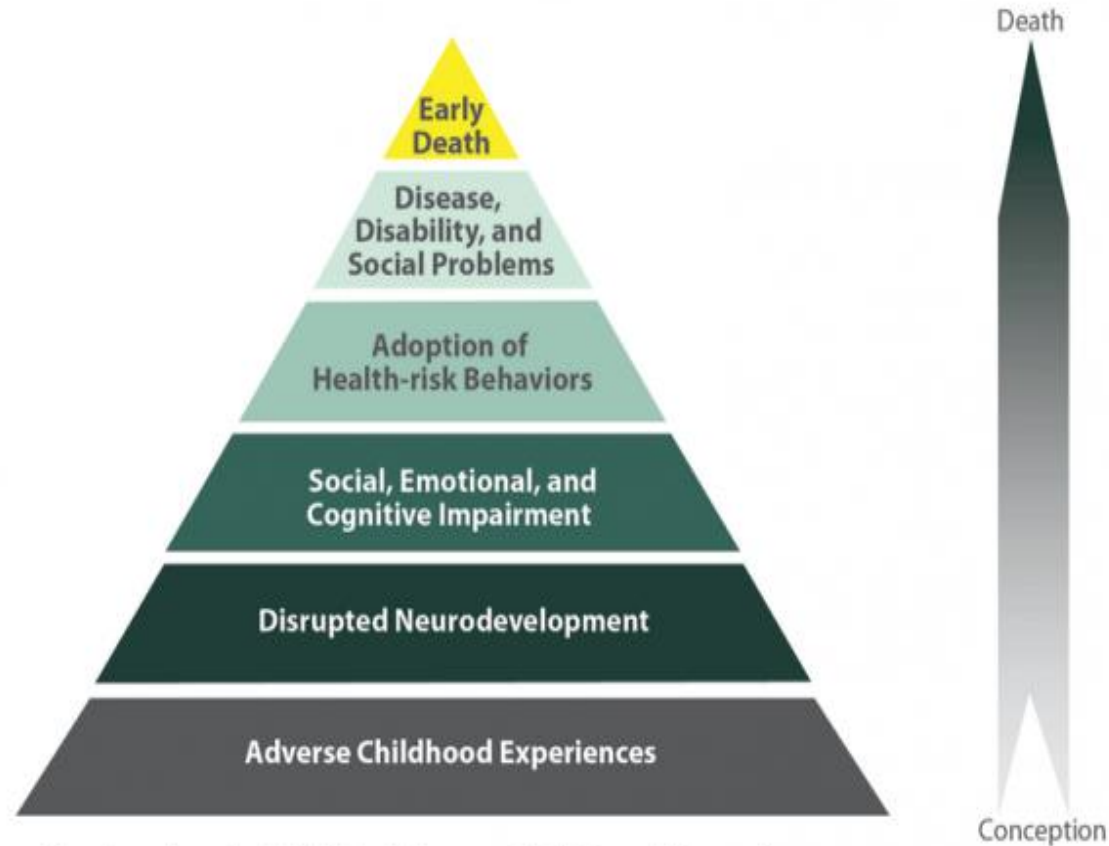 Death
Early
Death
Disease,
Disability, and
Social Problems
Adoption of
Health-risk Behaviors
Social, Emotional, and
Cognitive Impairment
Disrupted Neurodevelopment
Adverse Childhood Experiences
Conception